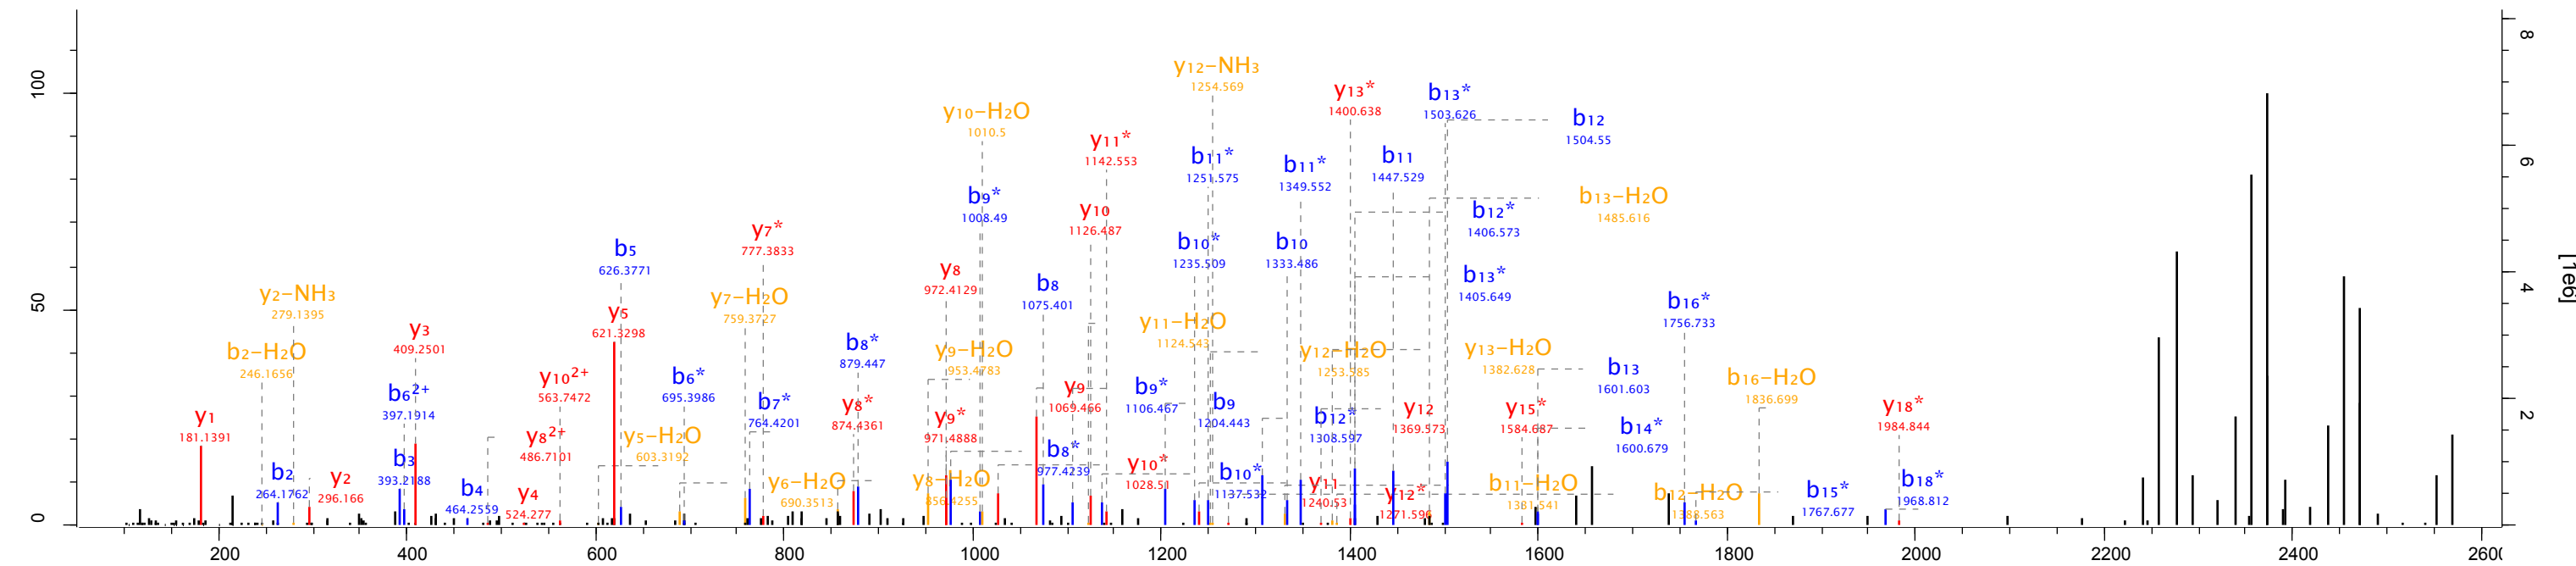 y12−NH3
1254.569
y10−H2O
1010.5
y13*
1400.638
b13*
1503.626
b12
1504.55
y11*
1142.553
b11*
1251.575
b11*
1349.552
b11
1447.529
b9*
1008.49
y10
1126.487
b13−H2O
1485.616
b12*
1406.573
y7*
777.3833
b5
626.3771
b10*
1235.509
b10
1333.486
y8
972.4129
b8
1075.401
b13*
1405.649
y2−NH3
279.1395
y7−H2O
759.3727
b16*
1756.733
y5
621.3298
y3
409.2501
y11−H2O
1124.543
b8*
879.447
b2−H2O
246.1656
y9−H2O
953.4783
y12−H2O
1253.585
y13−H2O
1382.628
b13
1601.603
y10²⁺
563.7472
b6*
695.3986
b16−H2O
1836.699
b6²⁺
397.1914
y9
1069.466
b9*
1106.467
b7*
764.4201
y8*
874.4361
b9
1204.443
y1
181.1391
y9*
971.4888
b12*
1308.597
y12
1369.573
y15*
1584.687
b14*
1600.679
y18*
1984.844
y8²⁺
486.7101
y5−H2O
603.3192
b8*
977.4239
b3
393.2188
b2
264.1762
y2
296.166
b4
464.2559
y4
524.277
y6−H2O
690.3513
y8−H2O
y10*
1028.51
b10*
1137.532
y11
1240.53
y12*
1271.596
b11−H2O
1381.541
b12−H2O
1388.563
b15*
1767.677
b18*
1968.812
0
50
100
200
400
600
800
1000
1200
1400
1600
1800
2000
2200
2400
2
4
6
8
[1e6]